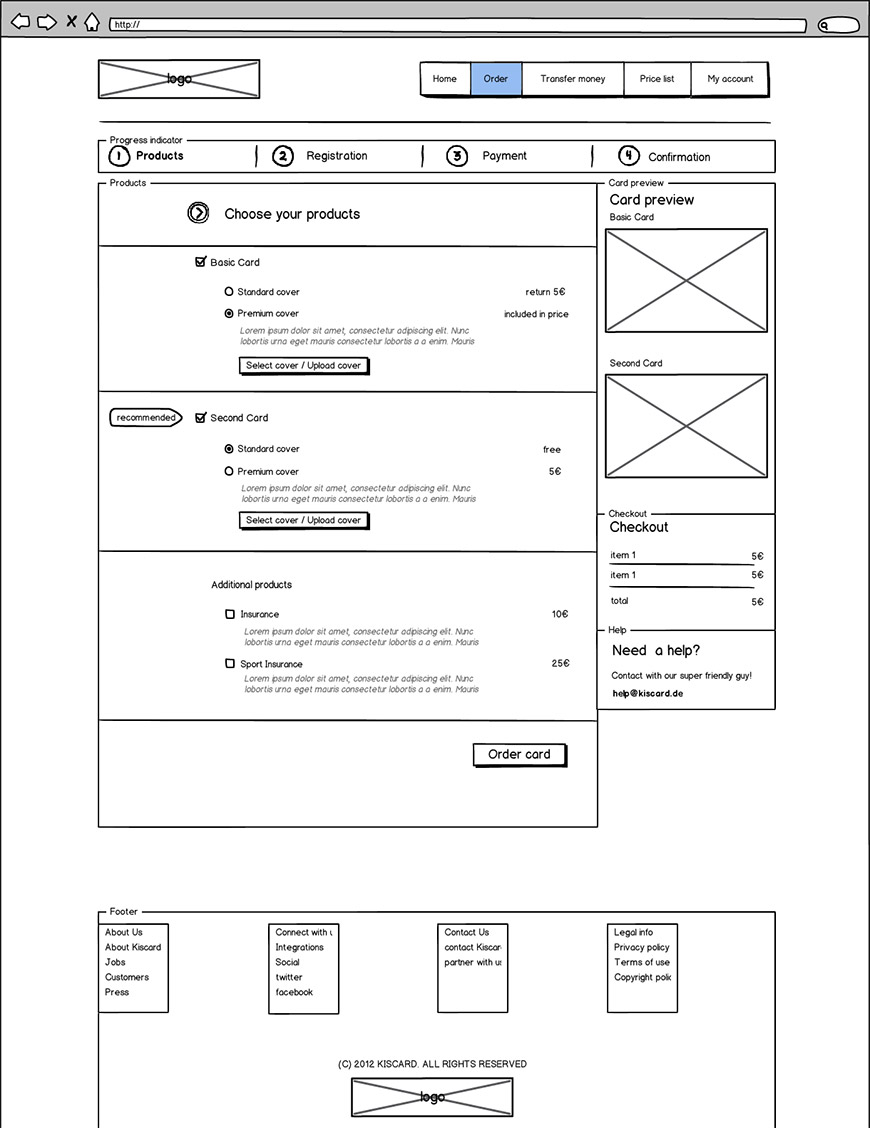 http://
logo
Home Order Transfer money Price list My account
Progress indicator
1 Products 2 Registration 3 Payment 4 Confirmation
Products
Choose your products
Basic Card
Standard cover return 5€
Premium cover included in price
Lorem ipsum dolor sit amet, consectetur adipiscing elit. Nunc
lobortis urna eget mauris consectetur lobortis a a enim. Mauris
Select cover / Upload cover
recommended Second Card
Standard cover free
Premium cover 5€
Lorem ipsum dolor sit amet, consectetur adipiscing elit. Nunc
lobortis urna eget mauris consectetur lobortis a a enim. Mauris
Select cover / Upload cover
Additional products
Insurance 10€
Lorem ipsum dolor sit amet, consectetur adipiscing elit. Nunc
lobortis urna eget mauris consectetur lobortis a a enim. Mauris
Sport Insurance 25€
Lorem ipsum dolor sit amet, consectetur adipiscing elit. Nunc
lobortis urna eget mauris consectetur lobortis a a enim. Mauris
Order card
Card preview
Card preview
Basic Card
Second Card
Checkout
Checkout
item 1 5€
item 1 5€
total 5€
Help
Need a help?
Contact with our super friendly guy!
help@kiscard.de
Footer
About Us
About Kiscard
Jobs
Customers
Press
Connect with
Integrations
Social
twitter
facebook
Contact Us
contact Kiscar
partner with us
Legal info
Privacy policy
Terms of use
Copyright polic
(C) 2012 KISCARD. ALL RIGHTS RESERVED
logo